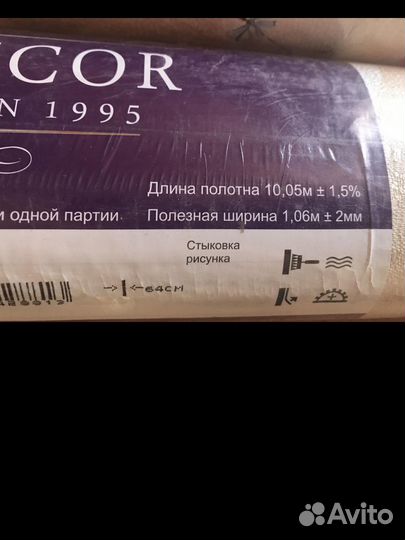 COR
N 1995
Длина полотна 10,05м ± 1,5%
и одной партии
Полезная ширина 1,06м ± 2мм
Стыковка
рисунка
64СМ
Avito